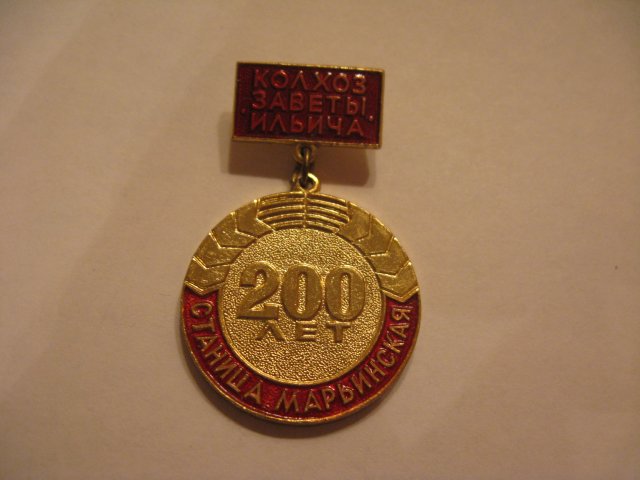 КОЛХОЗ
"ЗАВЕТЫ
ИЛЬИЧА"
200
ЛЕТ
СТАНИЦА МАРЬИНСКАЯ